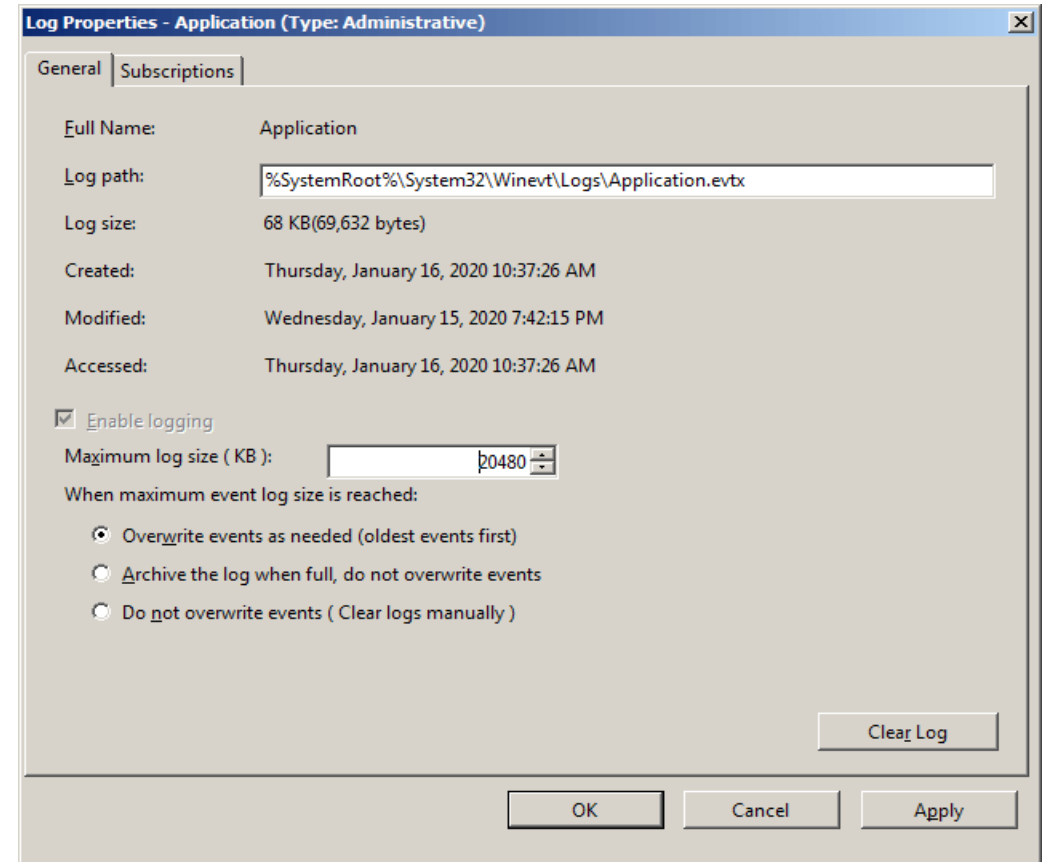 Log Properties - Application (Type: Administrative)
General Subscriptions
Full Name: Application
Log path: %SystemRoot%\System32\Winevt\Logs\Application.evtx
Log size: 68 KB(69,632 bytes)
Created: Thursday, January 16, 2020 10:37:26 AM
Modified: Wednesday, January 15, 2020 7:42:15 PM
Accessed: Thursday, January 16, 2020 10:37:26 AM
Enable logging
Maximum log size ( KB ): 20480
When maximum event log size is reached:
Overwrite events as needed (oldest events first)
Archive the log when full, do not overwrite events
Do not overwrite events ( Clear logs manually )
Clear Log
OK Cancel Apply